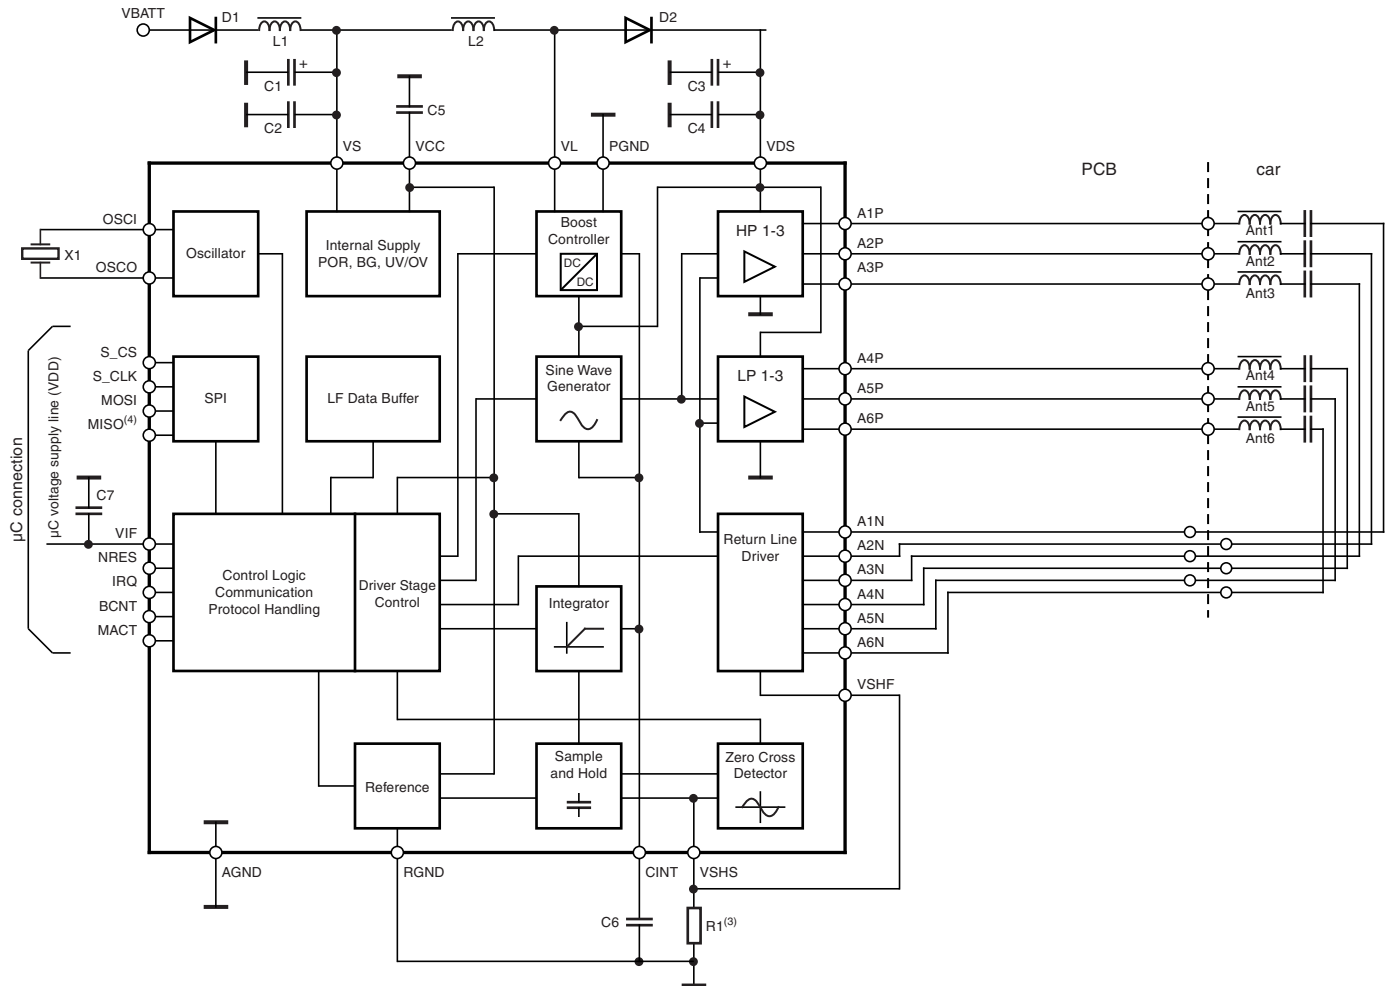 VBATT
D1
L1
L2
D2
C1
+
C2
C5
C3
+
C4
VS
VCC
VL
PGND
VDS
PCB
car
OSCI
X1
OSCO
Oscillator
Internal Supply
POR, BG, UV/OV
Boost
Controller
DC
DC
HP 1-3
A1P
A2P
A3P
Ant1
Ant2
Ant3
µC connection
µC voltage supply line (VDD)
S_CS
S_CLK
MOSI
MISO(4)
SPI
LF Data Buffer
Sine Wave
Generator
LP 1-3
A4P
A5P
A6P
Ant4
Ant5
Ant6
C7
VIF
NRES
IRQ
BCNT
MACT
Control Logic
Communication
Protocol Handling
Driver Stage
Control
Integrator
Return Line
Driver
A1N
A2N
A3N
A4N
A5N
A6N
VSHF
Reference
Sample
and Hold
Zero Cross
Detector
AGND
RGND
CINT
VSHS
C6
R1(3)